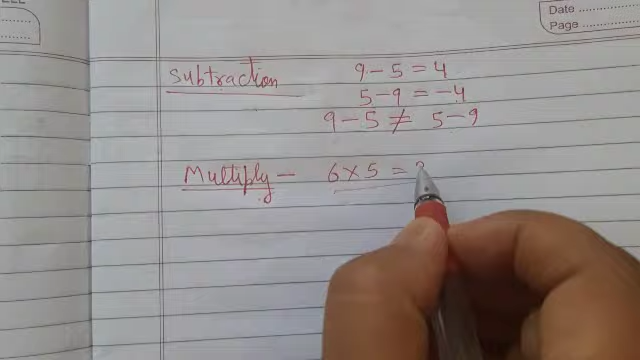 Date
Page
Subtraction 9 - 5 = 4
5 - 9 = -4
9 - 5 ≠ 5 - 9
Multiply - 6 × 5 =